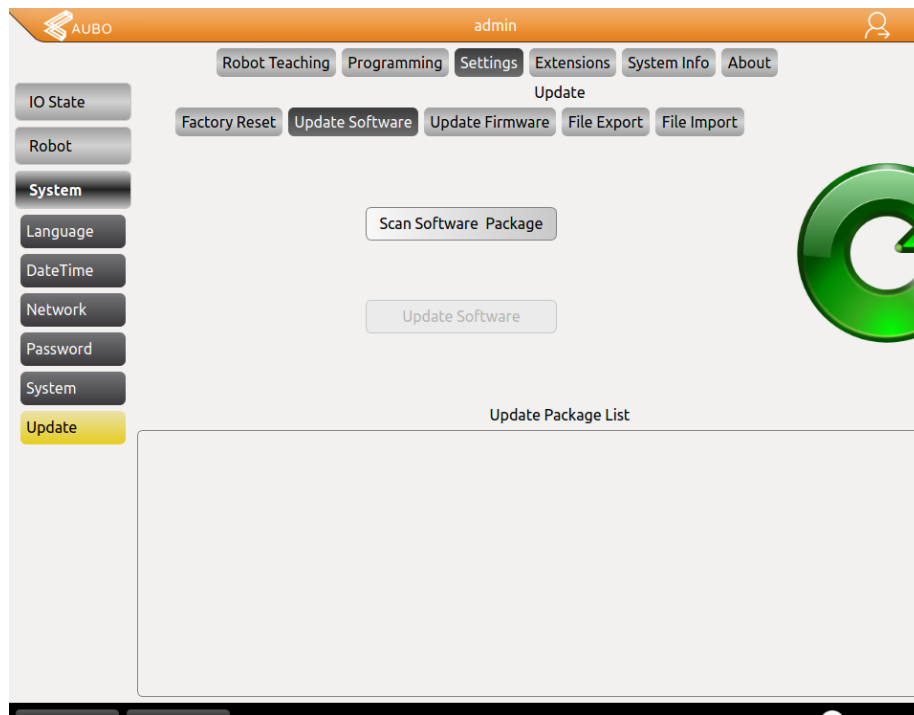 AUBO
admin
Robot Teaching Programming Settings Extensions System Info About
Update
IO State
Factory Reset Update Software Update Firmware File Export File Import
Robot
System
Scan Software Package
Language
DateTime
Network
Update Software
Password
System
Update Package List
Update